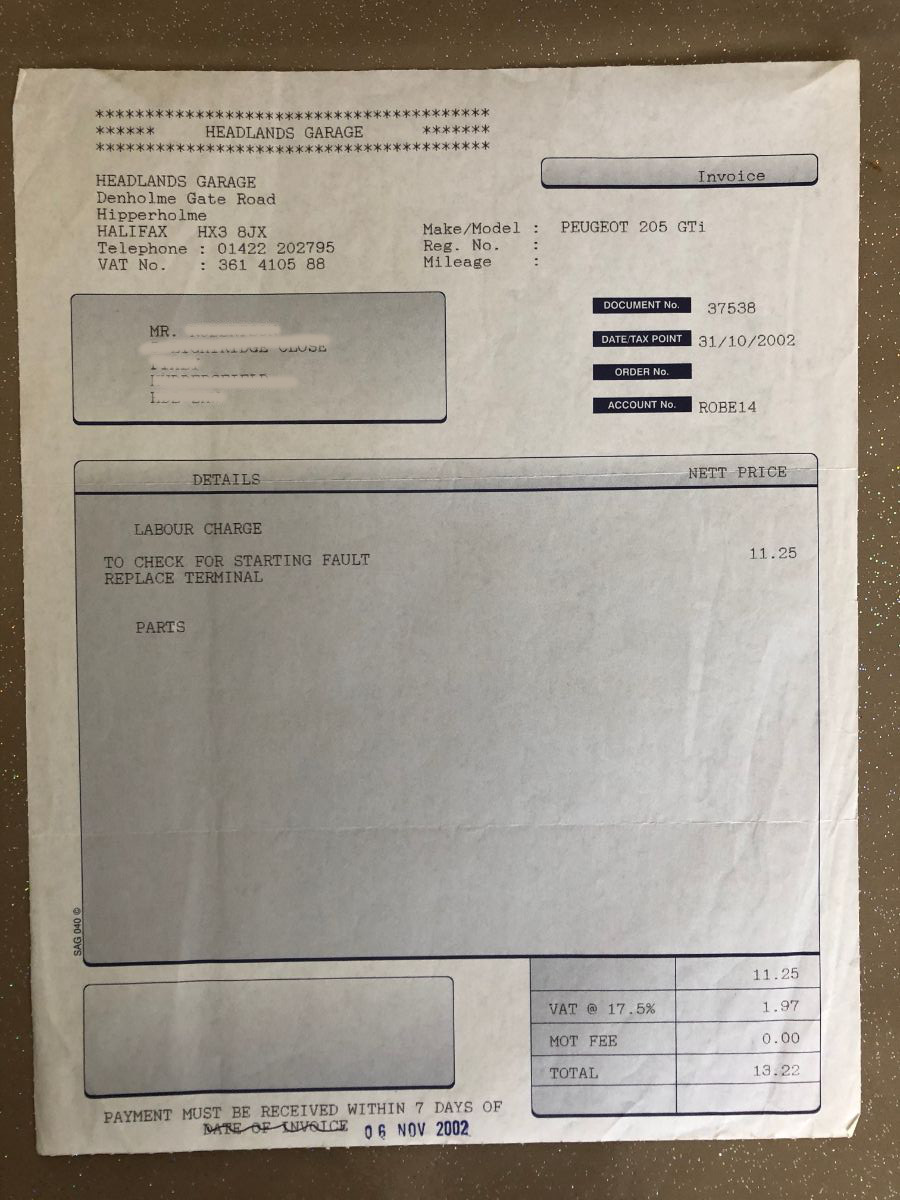 ****************************************
****** HEADLANDS GARAGE *******
****************************************
Invoice
HEADLANDS GARAGE
Denholme Gate Road
Hipperholme
HALIFAX HX3 8JX
Telephone : 01422 202795
VAT No. : 361 4105 88
Make/Model : PEUGEOT 205 GTi
Reg. No. :
Mileage :
MR.
CLOSE
DOCUMENT No. 37538
DATE/TAX POINT 31/10/2002
ORDER No.
ACCOUNT No. ROBE14
DETAILS NETT PRICE
LABOUR CHARGE
TO CHECK FOR STARTING FAULT 11.25
REPLACE TERMINAL
PARTS
SAG 040 ©
11.25
VAT @ 17.5% 1.97
MOT FEE 0.00
TOTAL 13.22
PAYMENT MUST BE RECEIVED WITHIN 7 DAYS OF
DATE OF INVOICE 06 NOV 2002